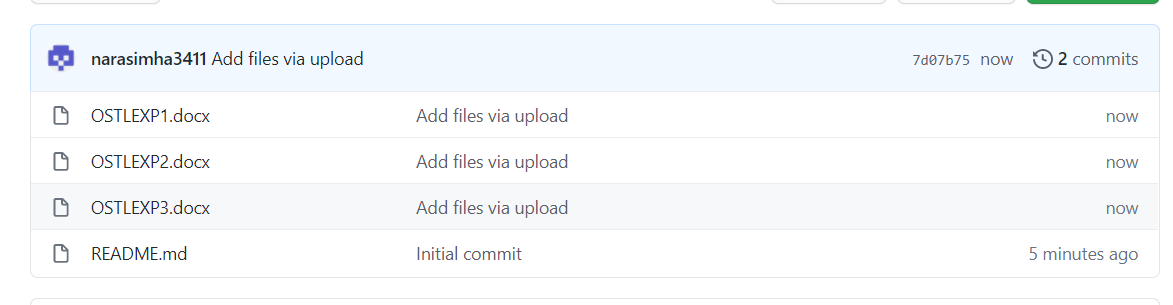 narasimha3411 Add files via upload 7d07b75 now 2 commits
OSTLEXP1.docx Add files via upload now
OSTLEXP2.docx Add files via upload now
OSTLEXP3.docx Add files via upload now
README.md Initial commit 5 minutes ago